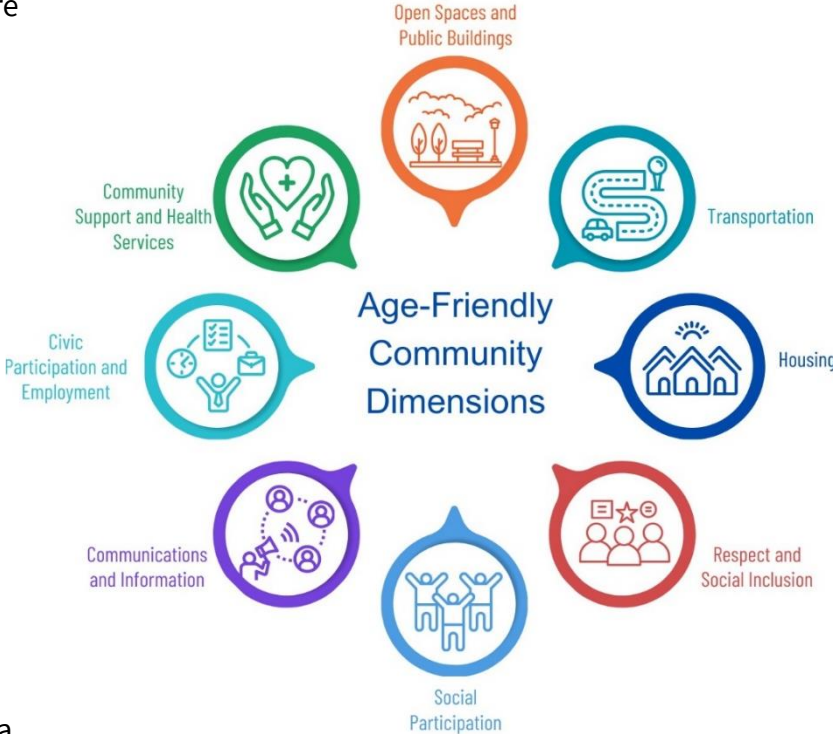 re
Open Spaces and
Public Buildings
Community
Support and Health
Services
Transportation
Age-Friendly
Community
Dimensions
Civic
Participation and
Employment
Housing
Communications
and Information
Respect and
Social Inclusion
Social
Participation
a